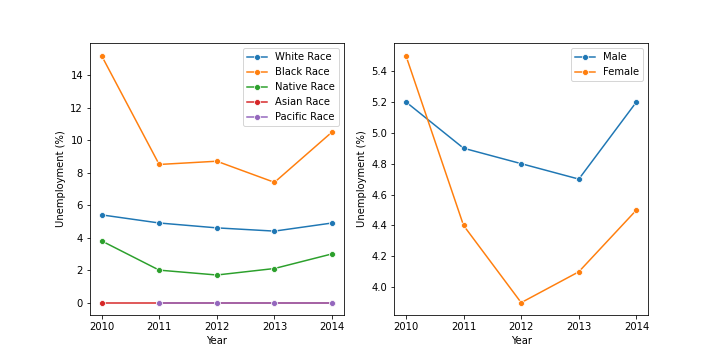 White Race
Black Race
Native Race
Asian Race
Pacific Race
14
12
10
8
6
4
2
0
Unemployment (%)
2010 2011 2012 2013 2014
Year
Male
Female
5.4
5.2
5.0
4.8
4.6
4.4
4.2
4.0
Unemployment (%)
2010 2011 2012 2013 2014
Year